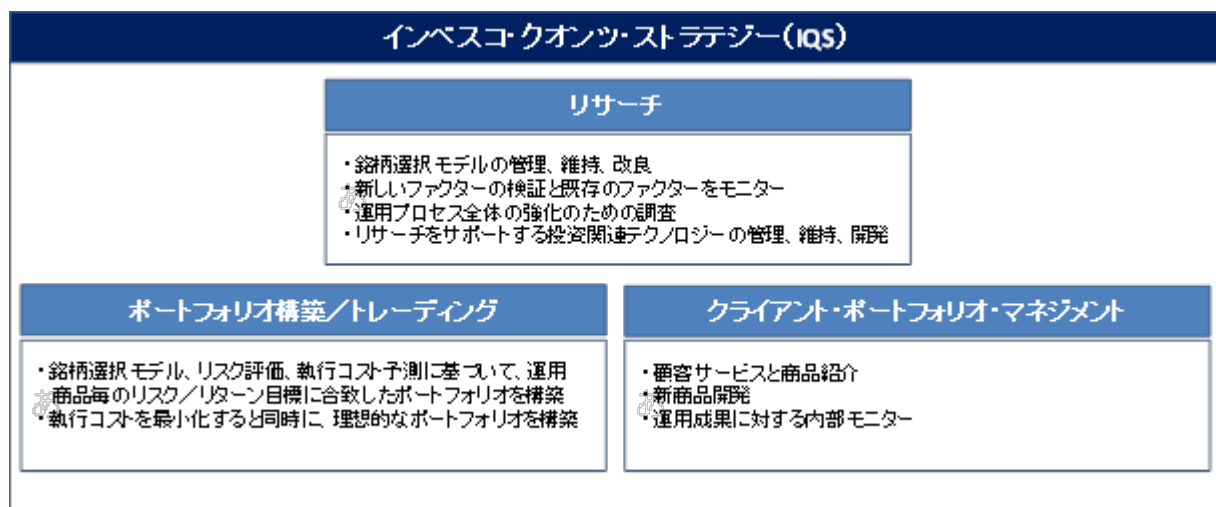 インベスコ・クオンツ・ストラテジー(IQS)
リサーチ
・銘柄選択モデルの管理、維持、改良
・新しいファクターの検証と既存のファクターをモニター
・運用プロセス全体の強化のための調査
・リサーチをサポートする投資関連テクノロジーの管理、維持、開発
ポートフォリオ構築/トレーディング
・銘柄選択モデル、リスク評価、執行コスト予測に基づいて、運用
商品毎のリスク/リターン目標に合致したポートフォリオを構築
・執行コストを最小化すると同時に、理想的なポートフォリオを構築
クライアント・ポートフォリオ・マネジメント
・顧客サービスと商品紹介
・新商品開発
・運用成果に対する内部モニター